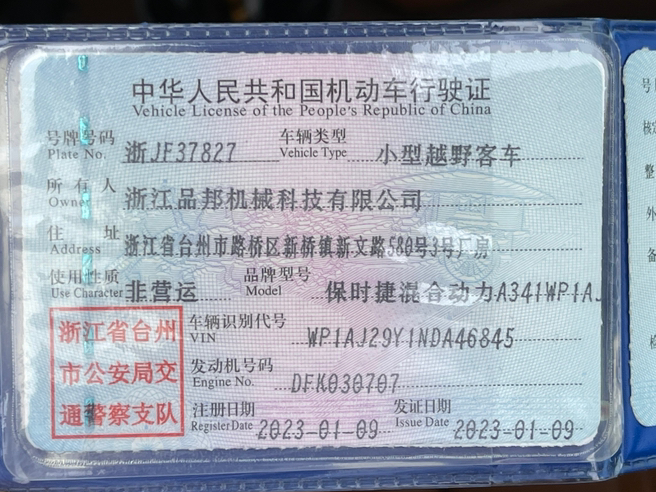 中华人民共和国机动车行驶证
Vehicle License of the People's Republic of China
号牌号码 浙JF37827 车辆类型 小型越野客车
Plate No. Vehicle Type
所有人 浙江品邦机械科技有限公司
Owner
住址 浙江省台州市路桥区新桥镇新文路580号3号厂房
Address
使用性质 非营运 品牌型号 保时捷混合动力A341WP1AJ
Use Character Model
浙江省台州
市公安局交
通警察支队
车辆识别代号 WP1AJ29Y1NDA46845
VIN
发动机号码 DFK030707
Engine No.
注册日期 2023-01-09 发证日期 2023-01-09
Register Date Issue Date
号
核定
整
外
备
检